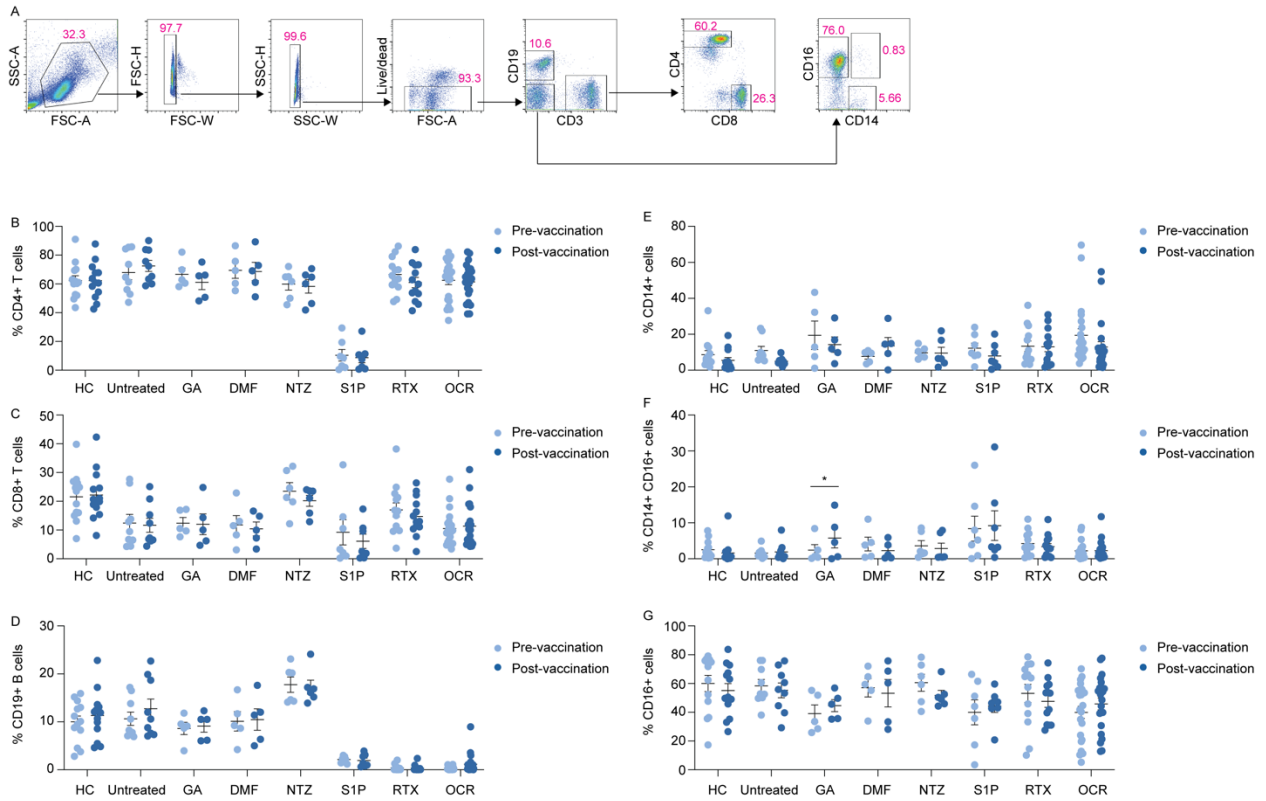 A
32.3
SSC-A
FSC-A
97.7
FSC-H
FSC-W
99.6
SSC-H
SSC-W
93.3
Live/dead
FSC-A
10.6
CD19
CD3
60.2
26.3
CD4
CD8
76.0
0.83
5.66
CD16
CD14
B
% CD4+ T cells
100
80
60
40
20
0
HC Untreated GA DMF NTZ S1P RTX OCR
Pre-vaccination
Post-vaccination
C
% CD8+ T cells
50
40
30
20
10
0
HC Untreated GA DMF NTZ S1P RTX OCR
Pre-vaccination
Post-vaccination
D
% CD19+ B cells
30
20
10
0
HC Untreated GA DMF NTZ S1P RTX OCR
Pre-vaccination
Post-vaccination
E
% CD14+ cells
80
60
40
20
0
HC Untreated GA DMF NTZ S1P RTX OCR
Pre-vaccination
Post-vaccination
F
% CD14+ CD16+ cells
40
30
20
10
0
*
HC Untreated GA DMF NTZ S1P RTX OCR
Pre-vaccination
Post-vaccination
G
% CD16+ cells
100
80
60
40
20
0
HC Untreated GA DMF NTZ S1P RTX OCR
Pre-vaccination
Post-vaccination